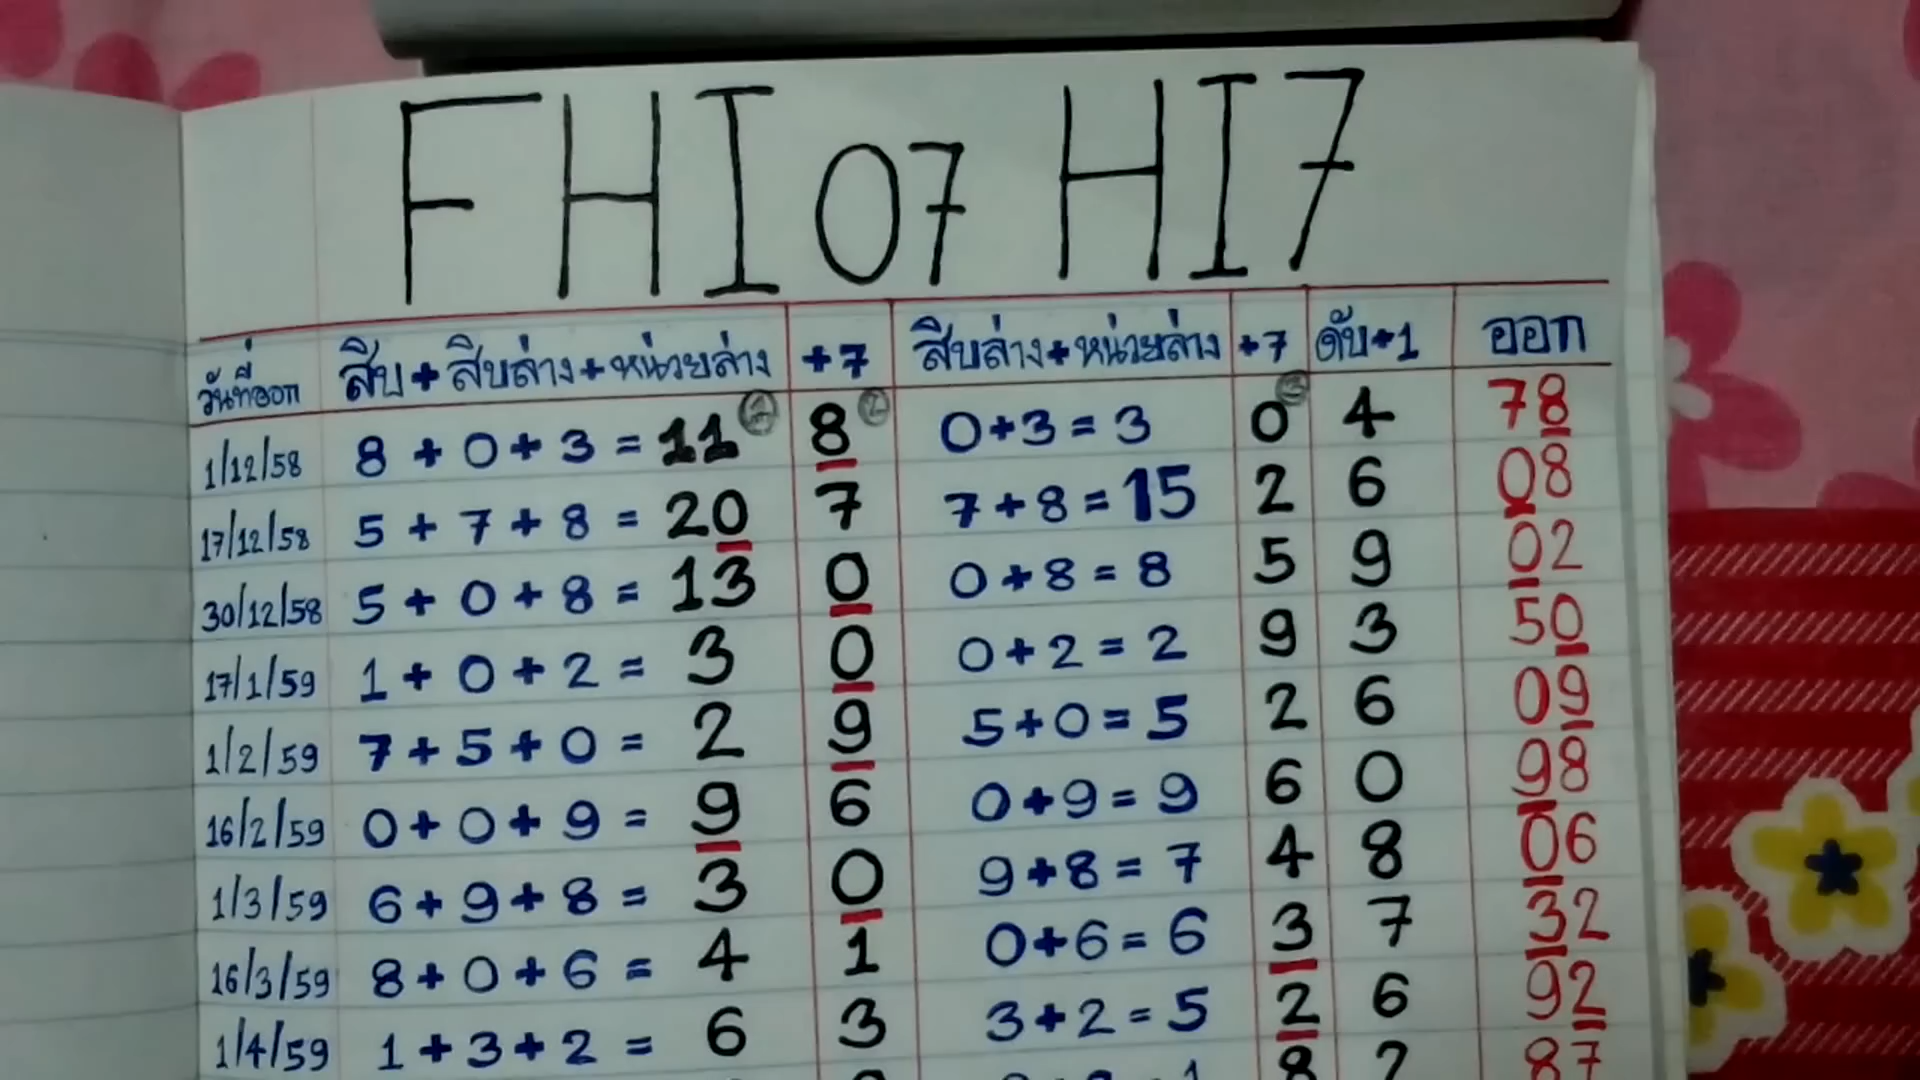 FHI07 HI7
วันที่ออก สิบ+สิบล่าง+หน่วยล่าง +7 สิบล่าง+หน่วยล่าง +7 ดับ+1 ออก
1/12/58 8+0+3=11 1 8 2 0+3=3 0 3 4 78
17/12/58 5+7+8=20 7 7+8=15 2 6 08
30/12/58 5+0+8=13 0 0+8=8 5 9 02
17/1/59 1+0+2=3 0 0+2=2 9 3 50
1/2/59 7+5+0=2 9 5+0=5 2 6 09
16/2/59 0+0+9=9 6 0+9=9 6 0 98
1/3/59 6+9+8=3 0 9+8=7 4 8 06
16/3/59 8+0+6=4 1 0+6=6 3 7 32
1/4/59 1+3+2=6 3 3+2=5 2 6 92
8 2 87